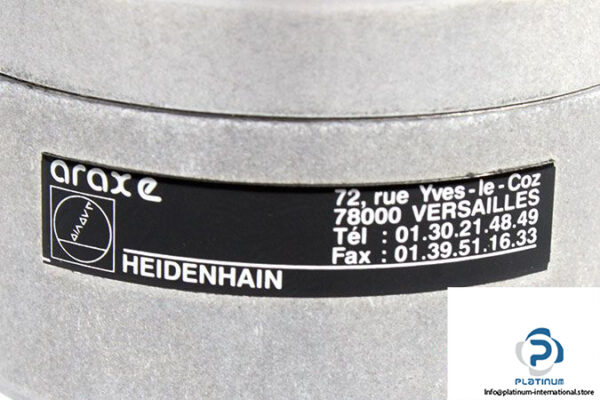 araxe
72, rue Yves-le-Coz
78000 VERSAILLES
Tél : 01.30.21.48.49
Fax : 01.39.51.16.33
HEIDENHAIN
PLATINUM
info@platinum-international.store